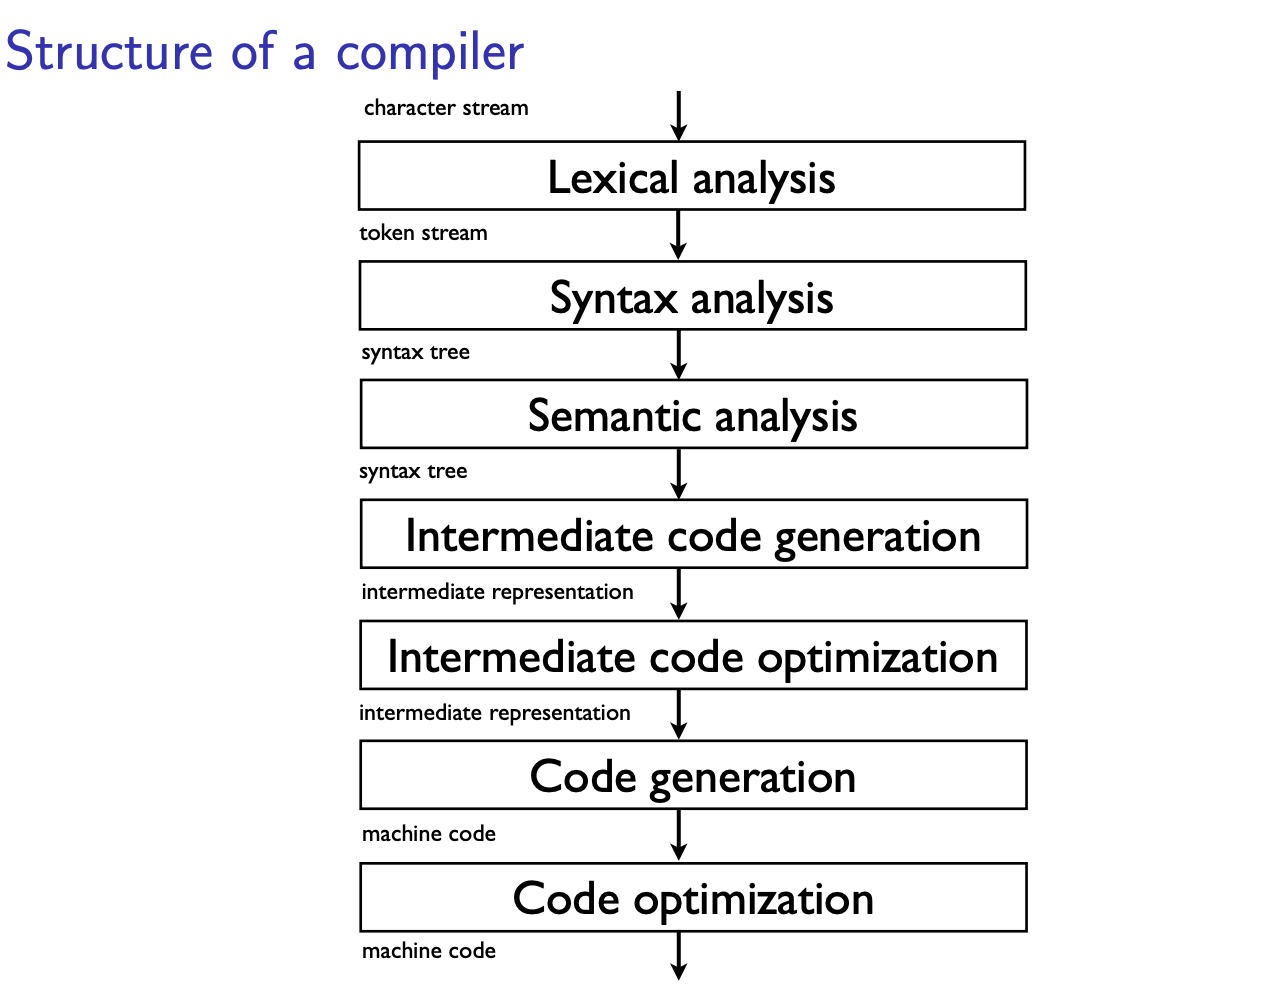 Structure of a compiler
character stream
Lexical analysis
token stream
Syntax analysis
syntax tree
Semantic analysis
syntax tree
Intermediate code generation
intermediate representation
Intermediate code optimization
intermediate representation
Code generation
machine code
Code optimization
machine code